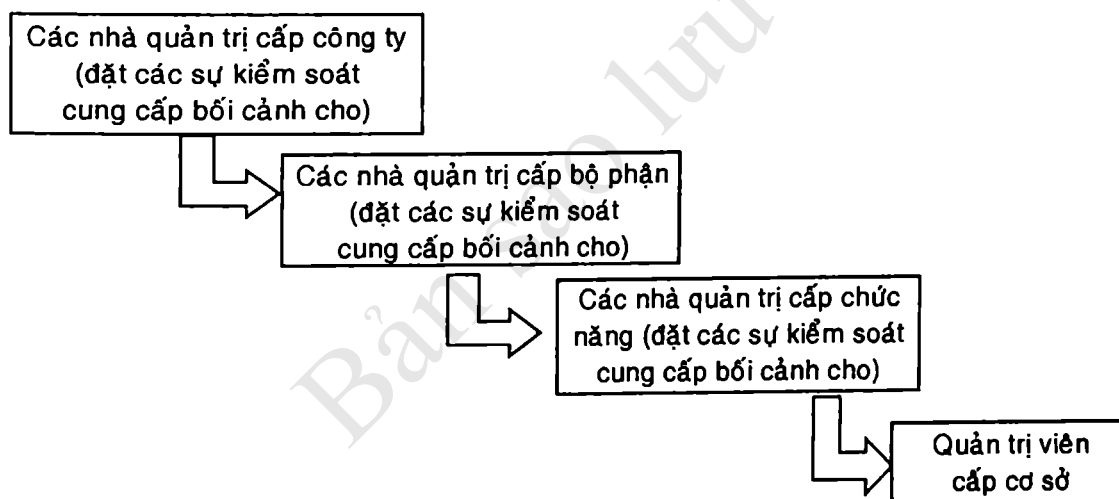 Các nhà quản trị cấp công ty
(đặt các sự kiểm soát
cung cấp bối cảnh cho)
Các nhà quản trị cấp bộ phận
(đặt các sự kiểm soát
cung cấp bối cảnh cho)
Các nhà quản trị cấp chức
năng (đặt các sự kiểm soát
cung cấp bối cảnh cho)
Quản trị viên
cấp cơ sở
Bản sao lưu